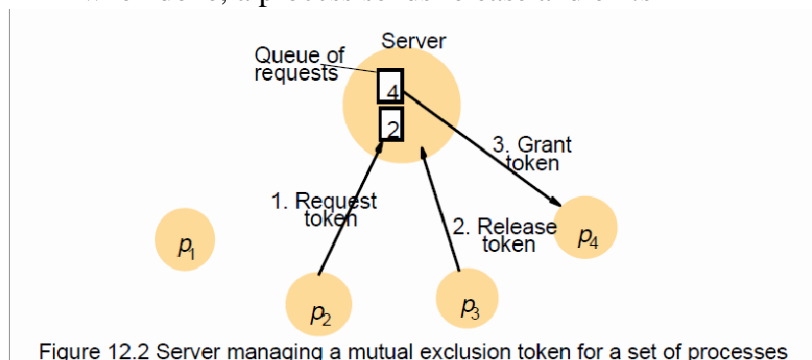 Server
Queue of
requests
4
2
3. Grant
token
1. Request
token
2. Release
token
p1
p2
p3
p4
Figure 12.2 Server managing a mutual exclusion token for a set of processes